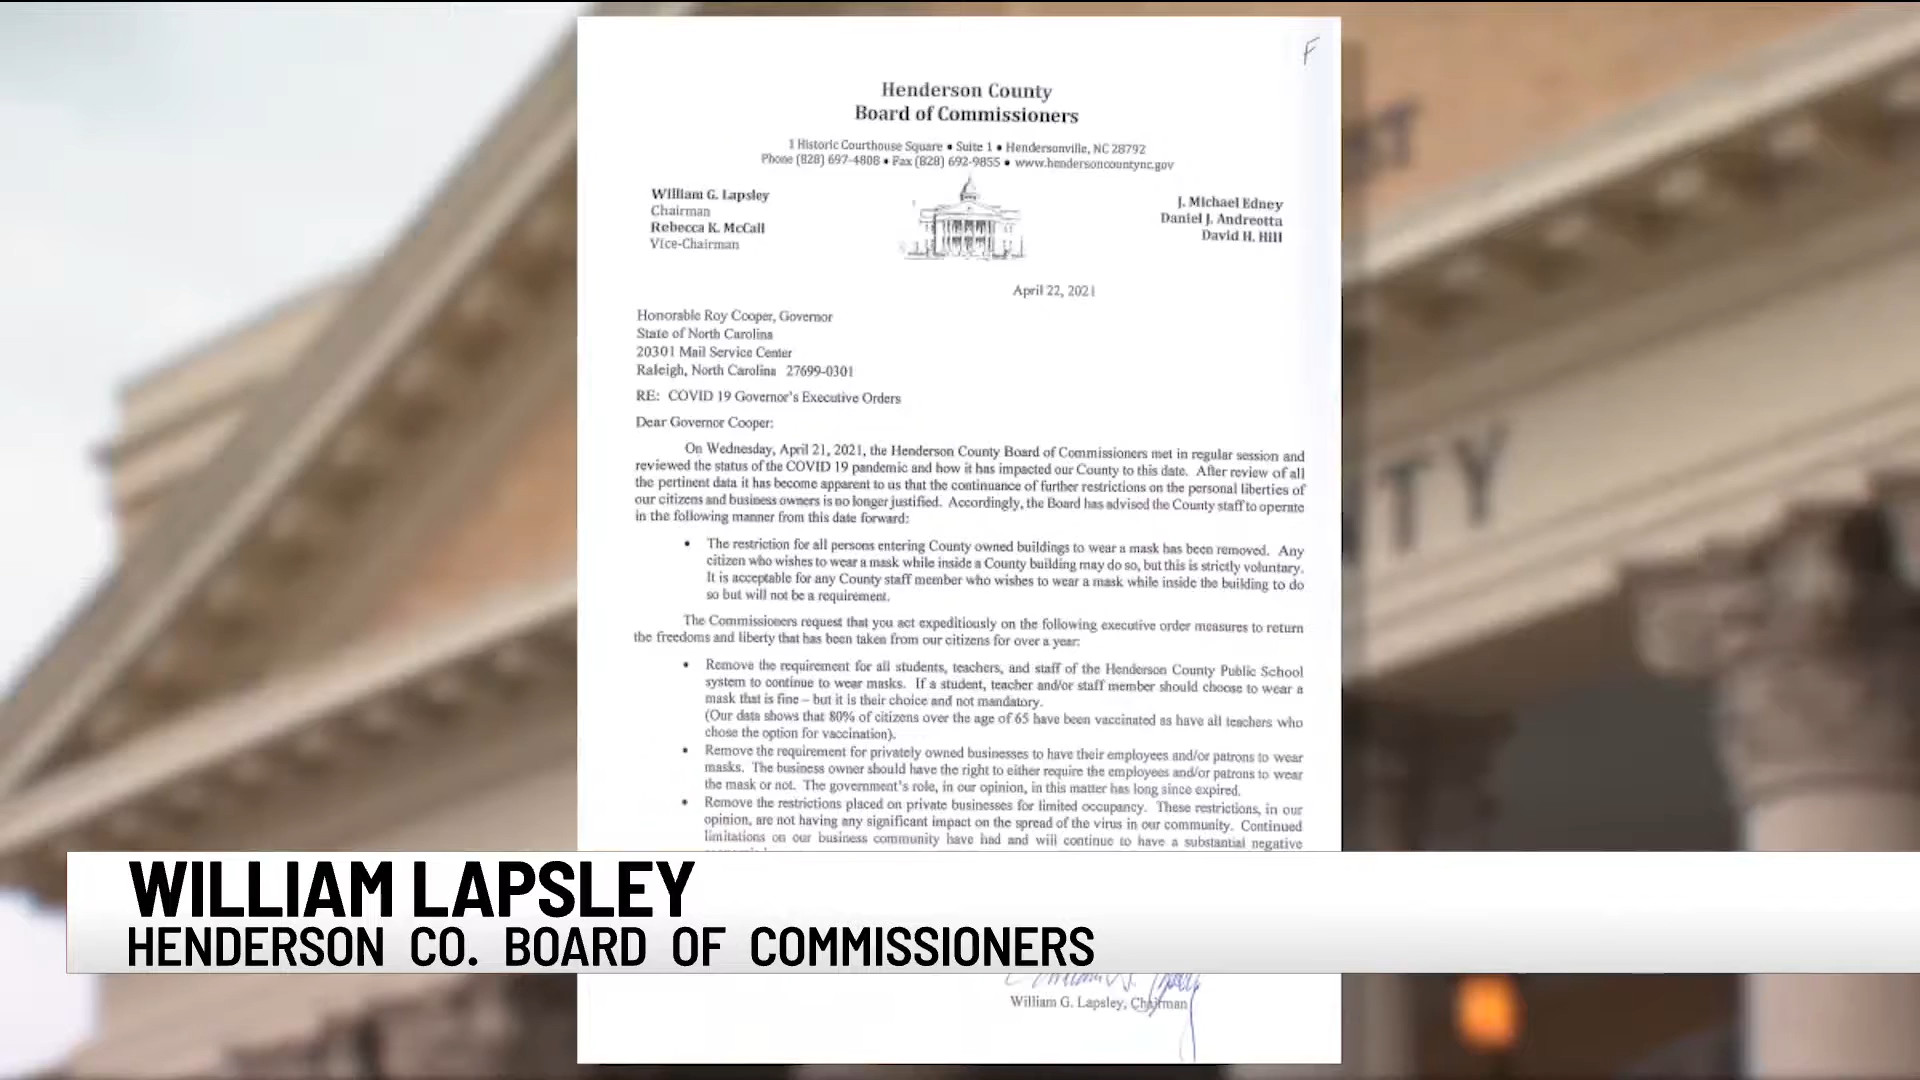 F
Henderson County
Board of Commissioners
1 Historic Courthouse Square • Suite 1 • Hendersonville, NC 28792
Phone (828) 697-4808 • Fax (828) 692-9855 • www.hendersoncountync.gov
William G. Lapsley
Chairman
Rebecca K. McCall
Vice-Chairman
J. Michael Edney
Daniel J. Andreotta
David H. Hill
April 22, 2021
Honorable Roy Cooper, Governor
State of North Carolina
20301 Mail Service Center
Raleigh, North Carolina 27699-0301
RE: COVID 19 Governor's Executive Orders
Dear Governor Cooper:
On Wednesday, April 21, 2021, the Henderson County Board of Commissioners met in regular session and
reviewed the status of the COVID 19 pandemic and how it has impacted our County to this date. After review of all
the pertinent data it has become apparent to us that the continuance of further restrictions on the personal liberties of
our citizens and business owners is no longer justified. Accordingly, the Board has advised the County staff to operate
in the following manner from this date forward:
• The restriction for all persons entering County owned buildings to wear a mask has been removed. Any
citizen who wishes to wear a mask while inside a County building may do so, but this is strictly voluntary.
It is acceptable for any County staff member who wishes to wear a mask while inside the building to do
so but will not be a requirement.
The Commissioners request that you act expeditiously on the following executive order measures to return
the freedoms and liberty that has been taken from our citizens for over a year:
• Remove the requirement for all students, teachers, and staff of the Henderson County Public School
system to continue to wear masks. If a student, teacher and/or staff member should choose to wear a
mask that is fine – but it is their choice and not mandatory.
(Our data shows that 80% of citizens over the age of 65 have been vaccinated as have all teachers who
chose the option for vaccination).
• Remove the requirement for privately owned businesses to have their employees and/or patrons to wear
masks. The business owner should have the right to either require the employees and/or patrons to wear
the mask or not. The government's role, in our opinion, in this matter has long since expired.
• Remove the restrictions placed on private businesses for limited occupancy. These restrictions, in our
opinion, are not having any significant impact on the spread of the virus in our community. Continued
limitations on our business community have had and will continue to have a substantial negative
WILLIAM LAPSLEY
HENDERSON CO. BOARD OF COMMISSIONERS
William G. Lapsley, Chairman